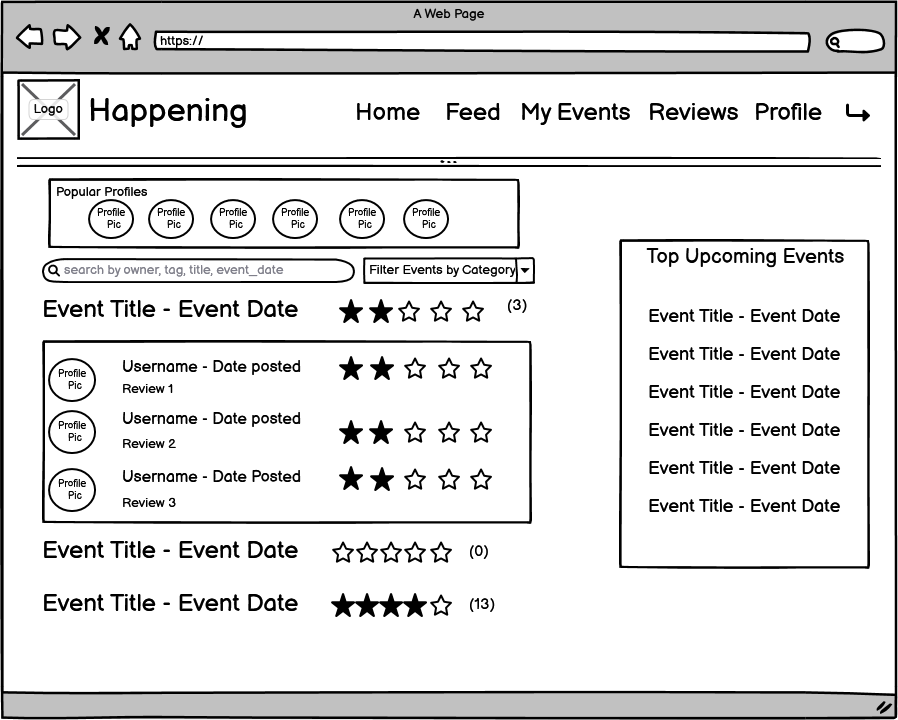 A Web Page
https://
Logo
Happening
Home Feed My Events Reviews Profile
Popular Profiles
Profile Pic
Profile Pic
Profile Pic
Profile Pic
Profile Pic
Profile Pic
search by owner, tag, title, event_date
Filter Events by Category
Event Title - Event Date (3)
Profile Pic
Username - Date posted
Review 1
Profile Pic
Username - Date posted
Review 2
Profile Pic
Username - Date Posted
Review 3
Event Title - Event Date (0)
Event Title - Event Date (13)
Top Upcoming Events
Event Title - Event Date
Event Title - Event Date
Event Title - Event Date
Event Title - Event Date
Event Title - Event Date
Event Title - Event Date